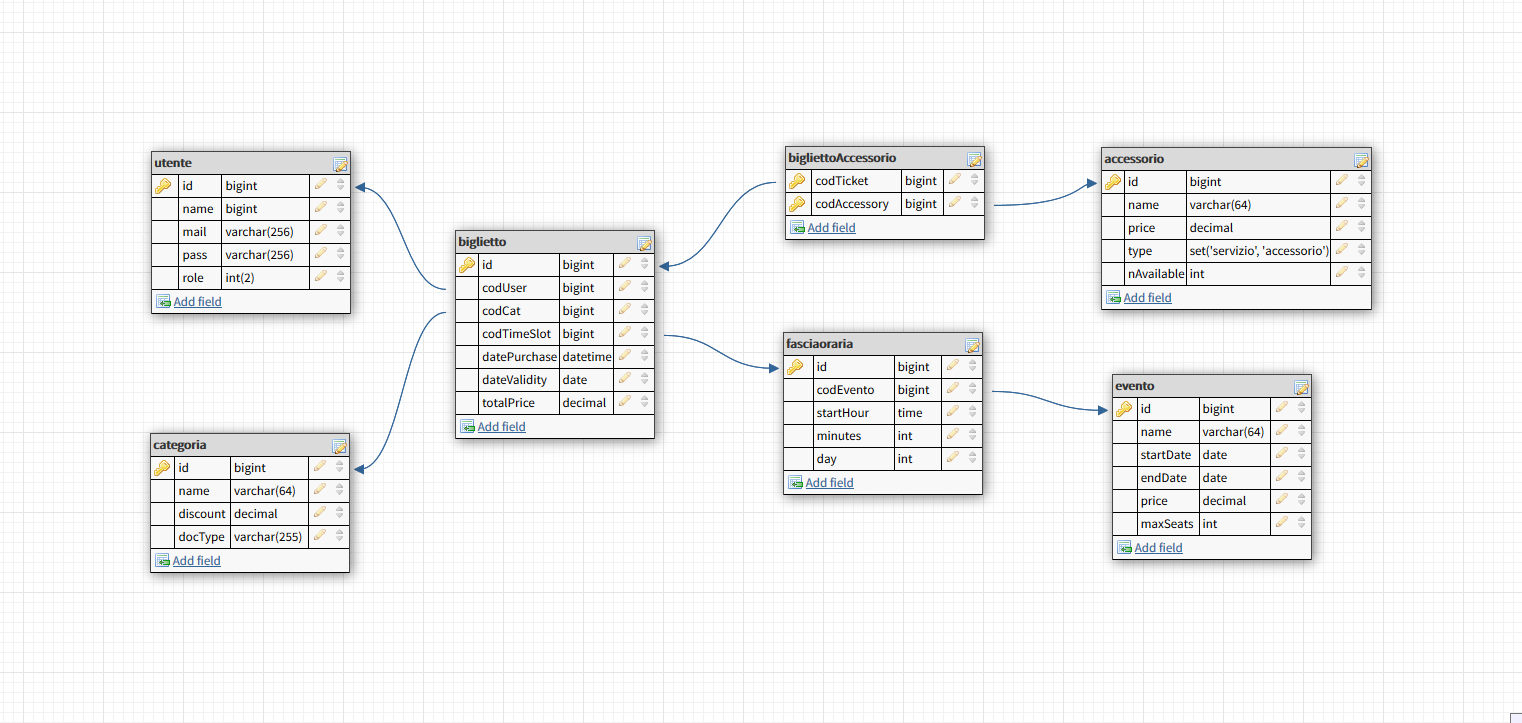 utente
id bigint
name bigint
mail varchar(256)
pass varchar(256)
role int(2)
Add field
categoria
id bigint
name varchar(64)
discount decimal
docType varchar(255)
Add field
biglietto
id bigint
codUser bigint
codCat bigint
codTimeSlot bigint
datePurchase datetime
dateValidity date
totalPrice decimal
Add field
bigliettoAccessorio
codTicket bigint
codAccessory bigint
Add field
fasciaoraria
id bigint
codEvento bigint
startHour time
minutes int
day int
Add field
accessorio
id bigint
name varchar(64)
price decimal
type set('servizio', 'accessorio')
nAvailable int
Add field
evento
id bigint
name varchar(64)
startDate date
endDate date
price decimal
maxSeats int
Add field